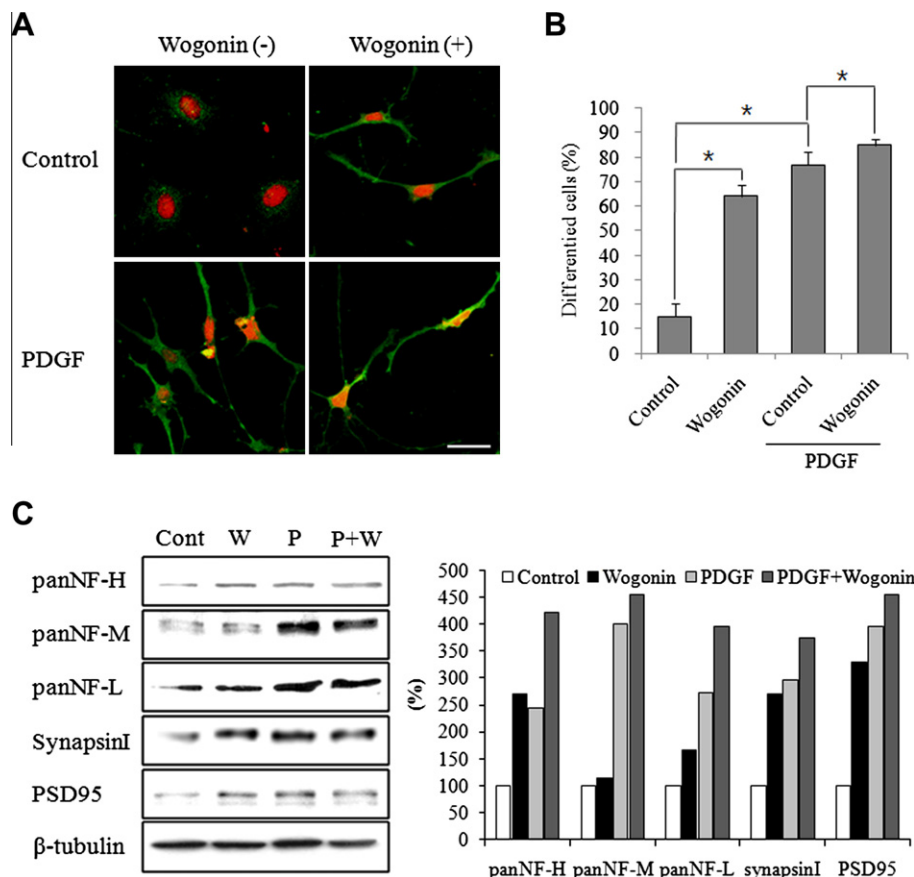 A
Wogonin (-) Wogonin (+)
Control
PDGF
B
Differentied cells (%)
100
90
80
70
60
50
40
30
20
10
0
* * *
Control Wogonin Control Wogonin
PDGF
C
Cont W P P+W
panNF-H
panNF-M
panNF-L
SynapsinI
PSD95
β-tubulin
(%)
Control Wogonin PDGF PDGF+Wogonin
500
450
400
350
300
250
200
150
100
50
0
panNF-H panNF-M panNF-L synapsinI PSD95